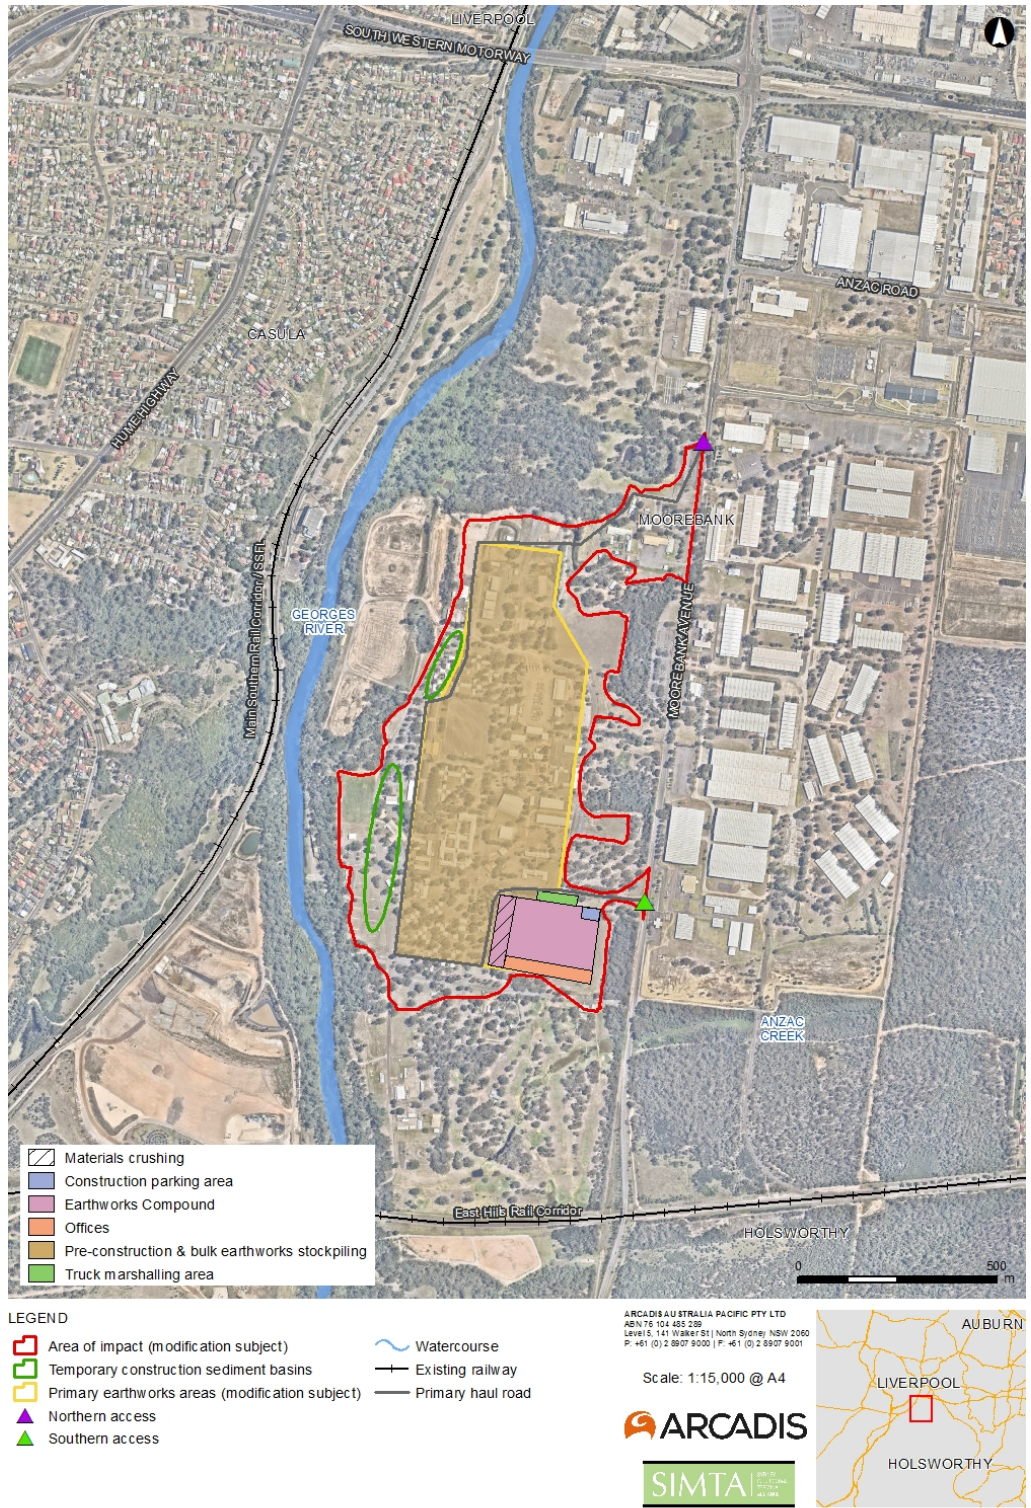 LIVERPOOL
SOUTH WESTERN MOTORWAY
ANZAC ROAD
CASULA
HUME HIGHWAY
MOOREBANK
Main Southern Rail Corridor / SSFL
GEORGES
RIVER
MOOREBANK AVENUE
ANZAC
CREEK
East Hills Rail Corridor
HOLSWORTHY
0 500
m
Materials crushing
Construction parking area
Earthworks Compound
Offices
Pre-construction & bulk earthworks stockpiling
Truck marshalling area
LEGEND
Area of impact (modification subject)
Temporary construction sediment basins
Primary earthworks areas (modification subject)
Northern access
Southern access
Watercourse
Existing railway
Primary haul road
ARCADIS AUSTRALIA PACIFIC PTY LTD
ABN 76 104 485 289
Level 5, 141 Walker St | North Sydney NSW 2060
P: +61 (0) 2 8907 9000 | F: +61 (0) 2 8907 9001
Scale: 1:15,000 @ A4
ARCADIS
SIMTA
AUBURN
LIVERPOOL
HOLSWORTHY